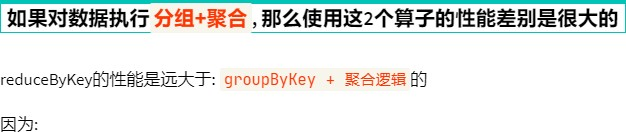 如果对数据执行分组+聚合,那么使用这2个算子的性能差别是很大的
reduceByKey的性能是远大于: groupByKey + 聚合逻辑 的
因为: